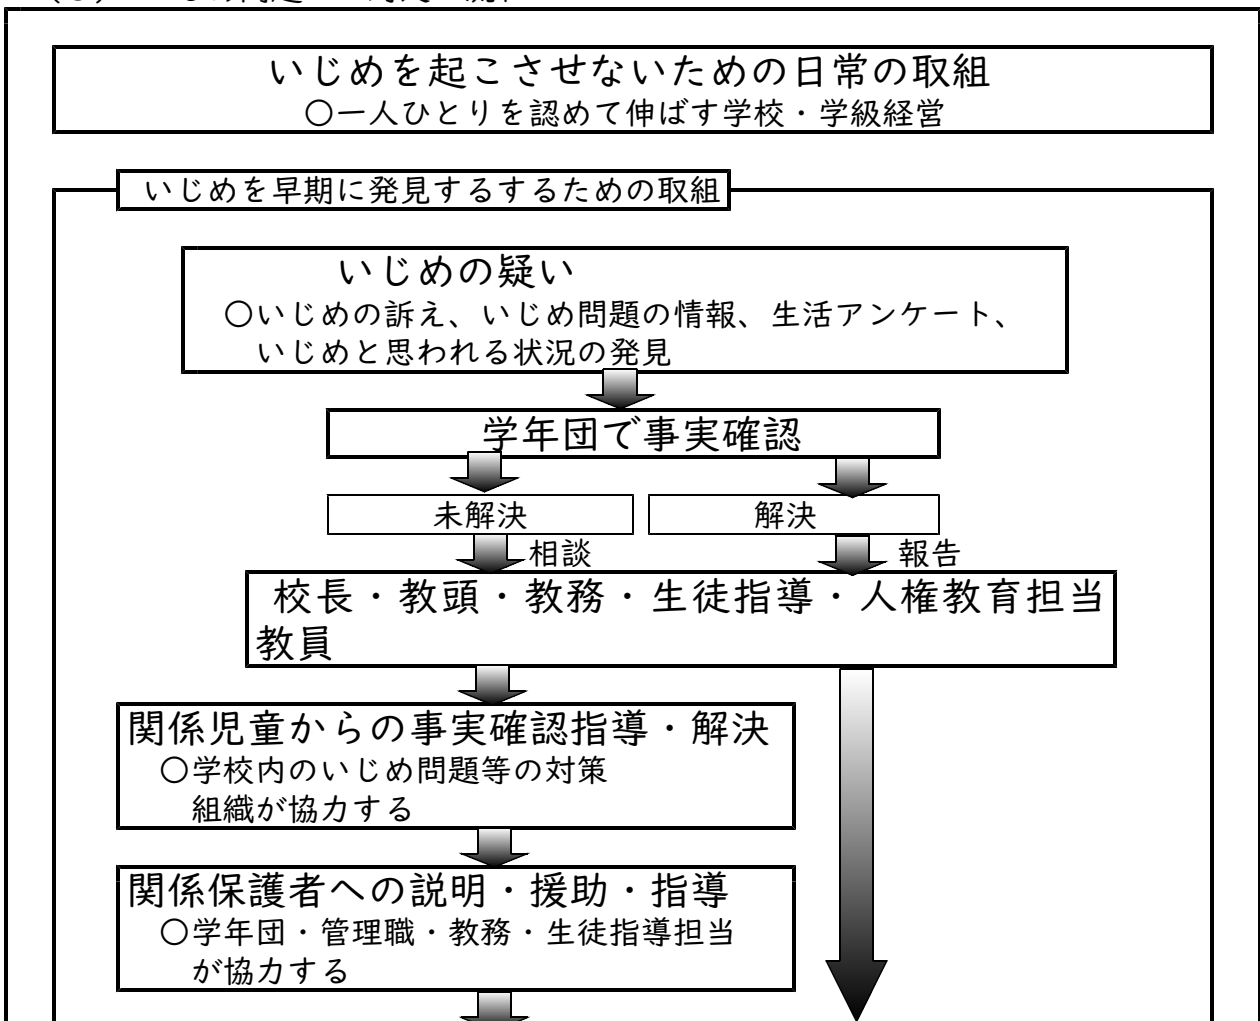 いじめを起こさせないための日常の取組
○一人ひとりを認めて伸ばす学校・学級経営
いじめを早期に発見するするための取組
いじめの疑い
○いじめの訴え、いじめ問題の情報、生活アンケート、
いじめと思われる状況の発見
学年団で事実確認
未解決
解決
相談
報告
校長・教頭・教務・生徒指導・人権教育担当
教員
関係児童からの事実確認指導・解決
○学校内のいじめ問題等の対策
組織が協力する
関係保護者への説明・援助・指導
○学年団・管理職・教務・生徒指導担当
が協力する